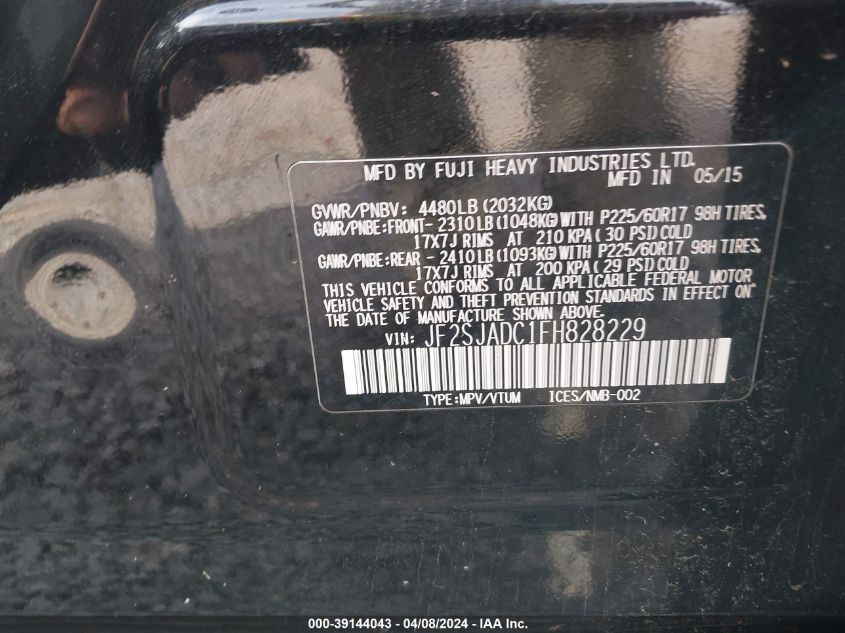 MFD BY FUJI HEAVY INDUSTRIES LTD.
MFD IN 05/15
GVWR/PNBV: 4480LB (2032KG)
GAWR/PNBE:FRONT- 2310LB (1048KG) WITH P225/60R17 98H TIRES,
17X7J RIMS AT 210 KPA ( 30 PSI) COLD
GAWR/PNBE:REAR - 2410LB (1093KG) WITH P225/60R17 98H TIRES,
17X7J RIMS AT 200 KPA ( 29 PSI) COLD
THIS VEHICLE CONFORMS TO ALL APPLICABLE FEDERAL MOTOR
VEHICLE SAFETY AND THEFT PREVENTION STANDARDS IN EFFECT ON
THE DATE OF MANUFACTURE SHOWN ABOVE.
VIN: JF2SJADC1FH828229
TYPE:MPV/VTUM ICES/NMB-002
000-39144043 - 04/08/2024 - IAA Inc.